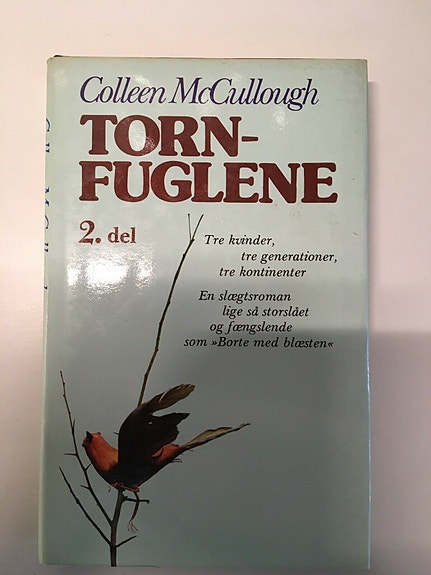 Colleen McCullough
TORN-
FUGLENE
2. del
Tre kvinder,
tre generationer,
tre kontinenter
En slægtsroman
lige så storslået
og fængslende
som »Borte med blæsten«